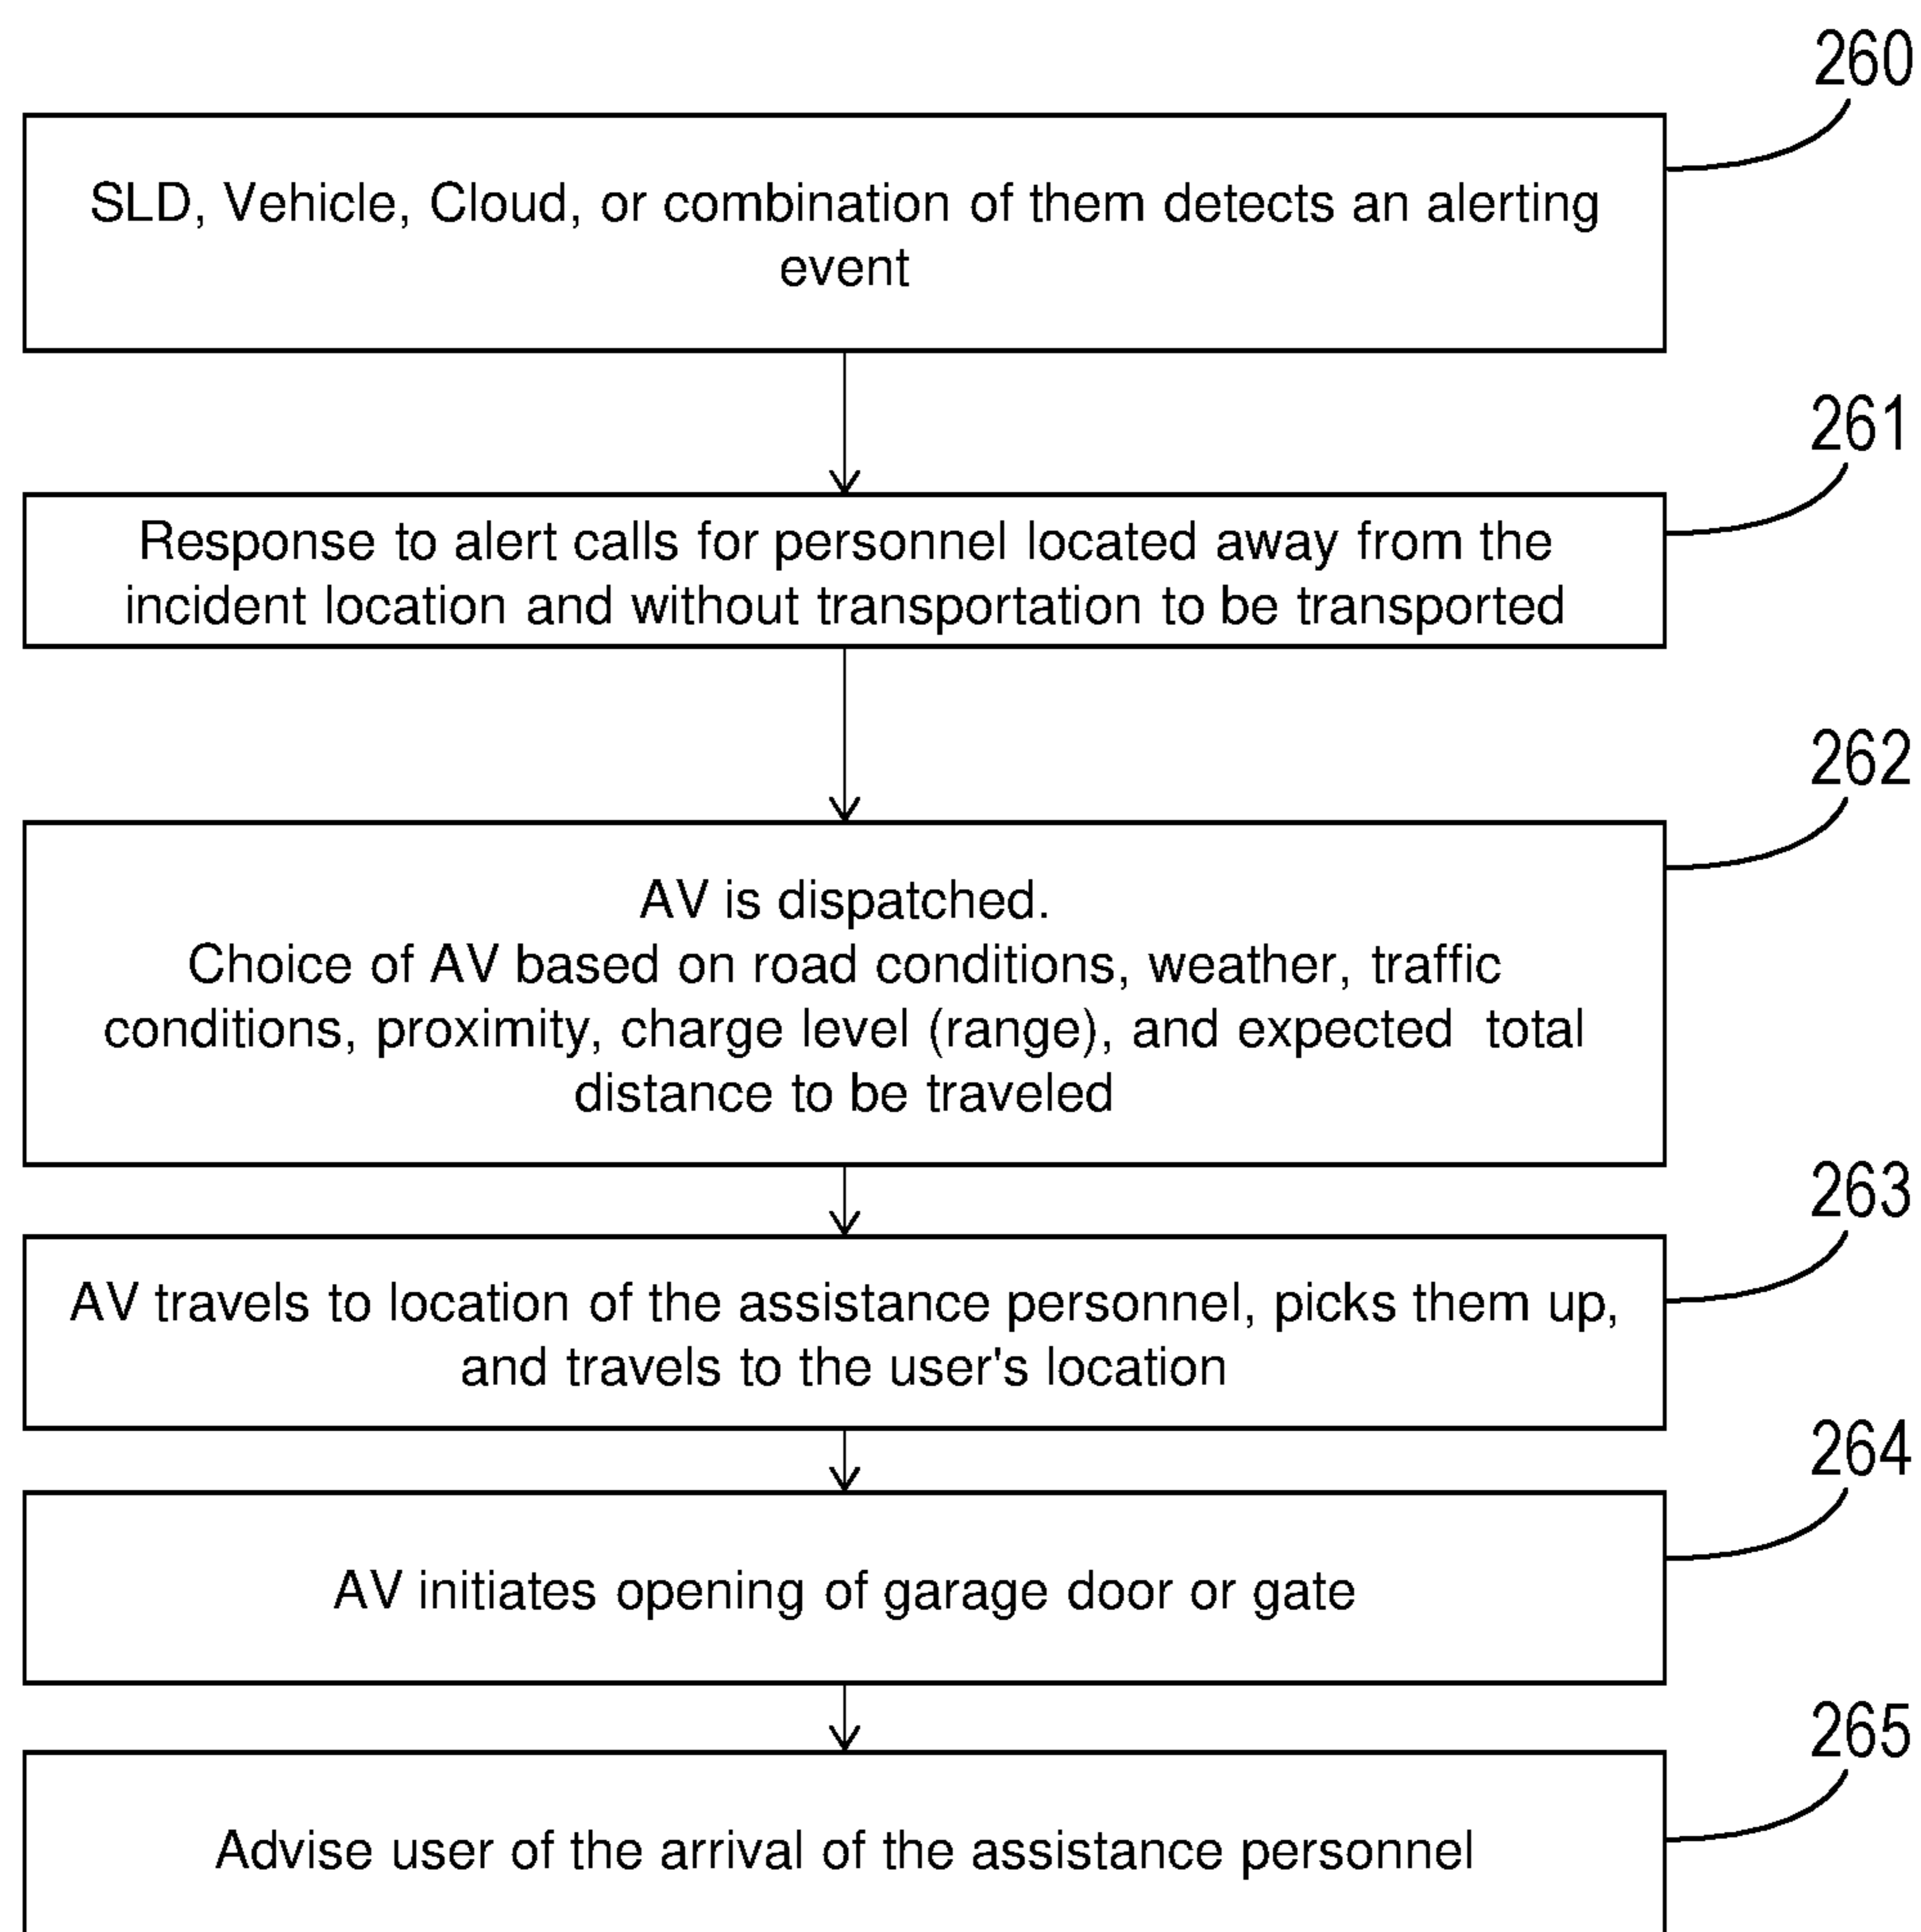 260
SLD, Vehicle, Cloud, or combination of them detects an alerting
event
261
Response to alert calls for personnel located away from the
incident location and without transportation to be transported
262
AV is dispatched.
Choice of AV based on road conditions, weather, traffic
conditions, proximity, charge level (range), and expected total
distance to be traveled
263
AV travels to location of the assistance personnel, picks them up,
and travels to the user's location
264
AV initiates opening of garage door or gate
265
Advise user of the arrival of the assistance personnel